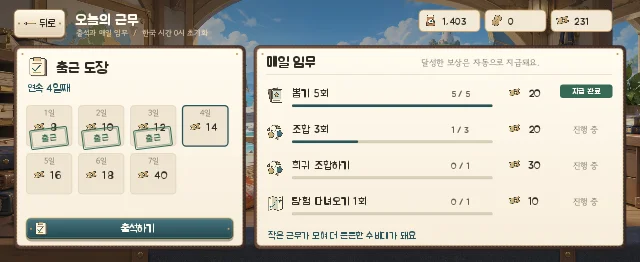 ← 뒤로
오늘의 근무
출석과 매일 임무 / 한국 시간 0시 초기화
1,403
0
231
출근 도장
연속 4일째
1일 2일 3일 4일
8 10 12 14
출근 출근 출근
5일 6일 7일
16 18 40
출석하기
매일 임무
달성한 보상은 자동으로 지급돼요.
뽑기 5회 5 / 5 20 지급 완료
조합 3회 1 / 3 20 진행 중
희귀 조합하기 0 / 1 30 진행 중
탐험 다녀오기 1회 0 / 1 10 진행 중
작은 근무가 모여 더 튼튼한 수비대가 돼요